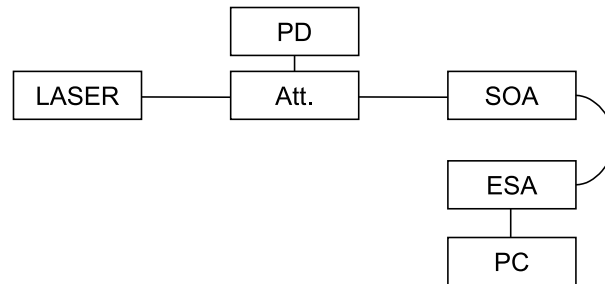 PD
LASER
Att.
SOA
ESA
PC